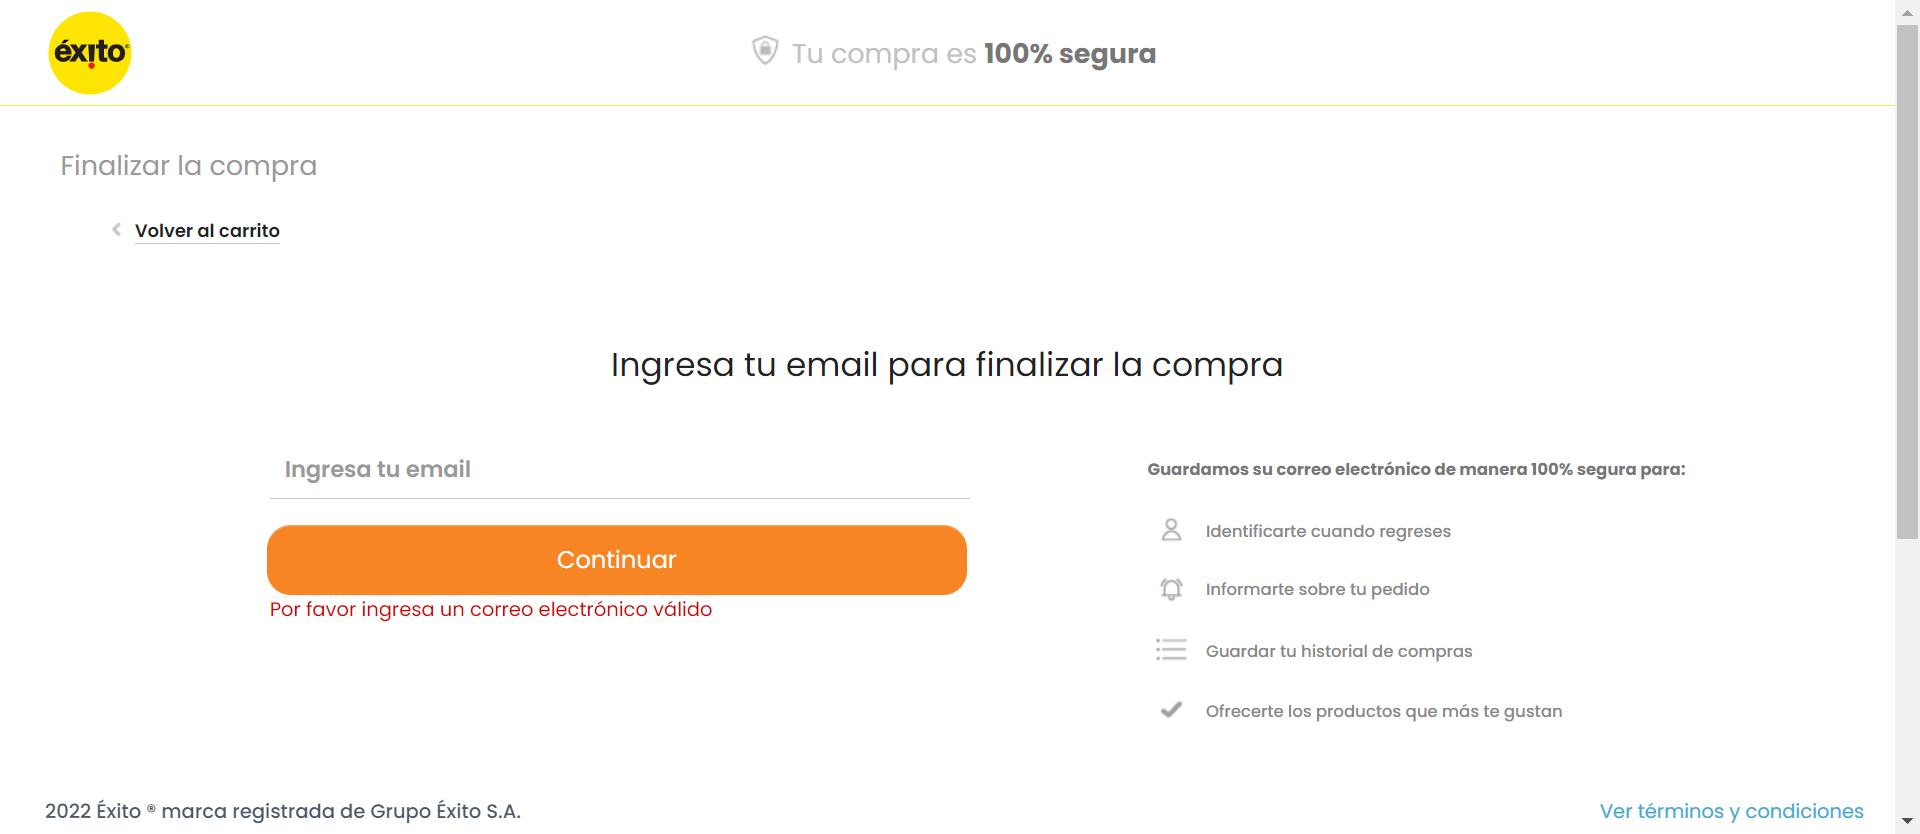 éxito
Tu compra es 100% segura
Finalizar la compra
Volver al carrito
Ingresa tu email para finalizar la compra
Ingresa tu email
Continuar
Por favor ingresa un correo electrónico válido
Guardamos su correo electrónico de manera 100% segura para:
Identificarte cuando regreses
Informarte sobre tu pedido
Guardar tu historial de compras
Ofrecerte los productos que más te gustan
2022 Éxito ® marca registrada de Grupo Éxito S.A.
Ver términos y condiciones